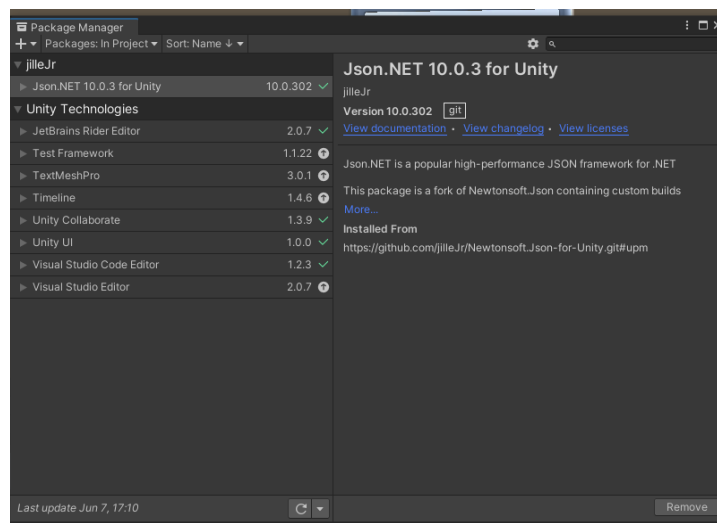 Package Manager
Packages: In Project Sort: Name ↓
jilleJr
Json.NET 10.0.3 for Unity 10.0.302
Unity Technologies
JetBrains Rider Editor 2.0.7
Test Framework 1.1.22
TextMeshPro 3.0.1
Timeline 1.4.6
Unity Collaborate 1.3.9
Unity UI 1.0.0
Visual Studio Code Editor 1.2.3
Visual Studio Editor 2.0.7
Last update Jun 7, 17:10
Json.NET 10.0.3 for Unity
jilleJr
Version 10.0.302 git
View documentation • View changelog • View licenses
Json.NET is a popular high-performance JSON framework for .NET
This package is a fork of Newtonsoft.Json containing custom builds
More...
Installed From
https://github.com/jilleJr/Newtonsoft.Json-for-Unity.git#upm
Remove